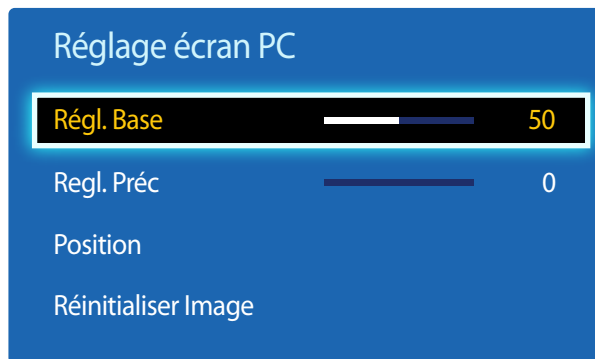 Réglage écran PC
Régl. Base 50
Regl. Préc 0
Position
Réinitialiser Image